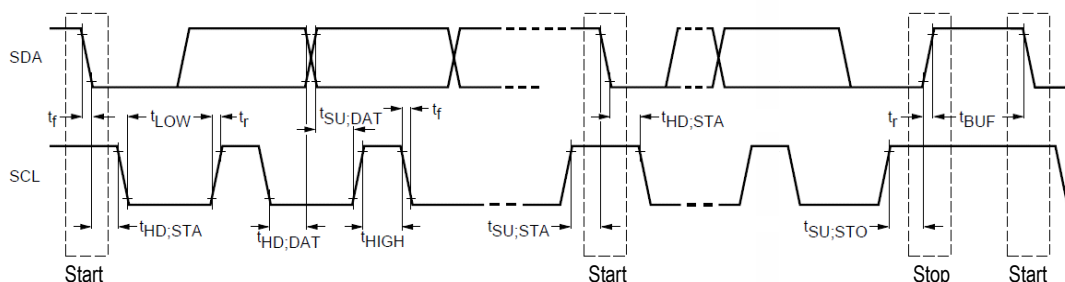 SDA
tf
tLOW
tr
tSU;DAT
tf
tHD;STA
tr
tBUF
SCL
tHD;STA
tHD;DAT
tHIGH
tSU;STA
tSU;STO
Start
Start
Stop
Start